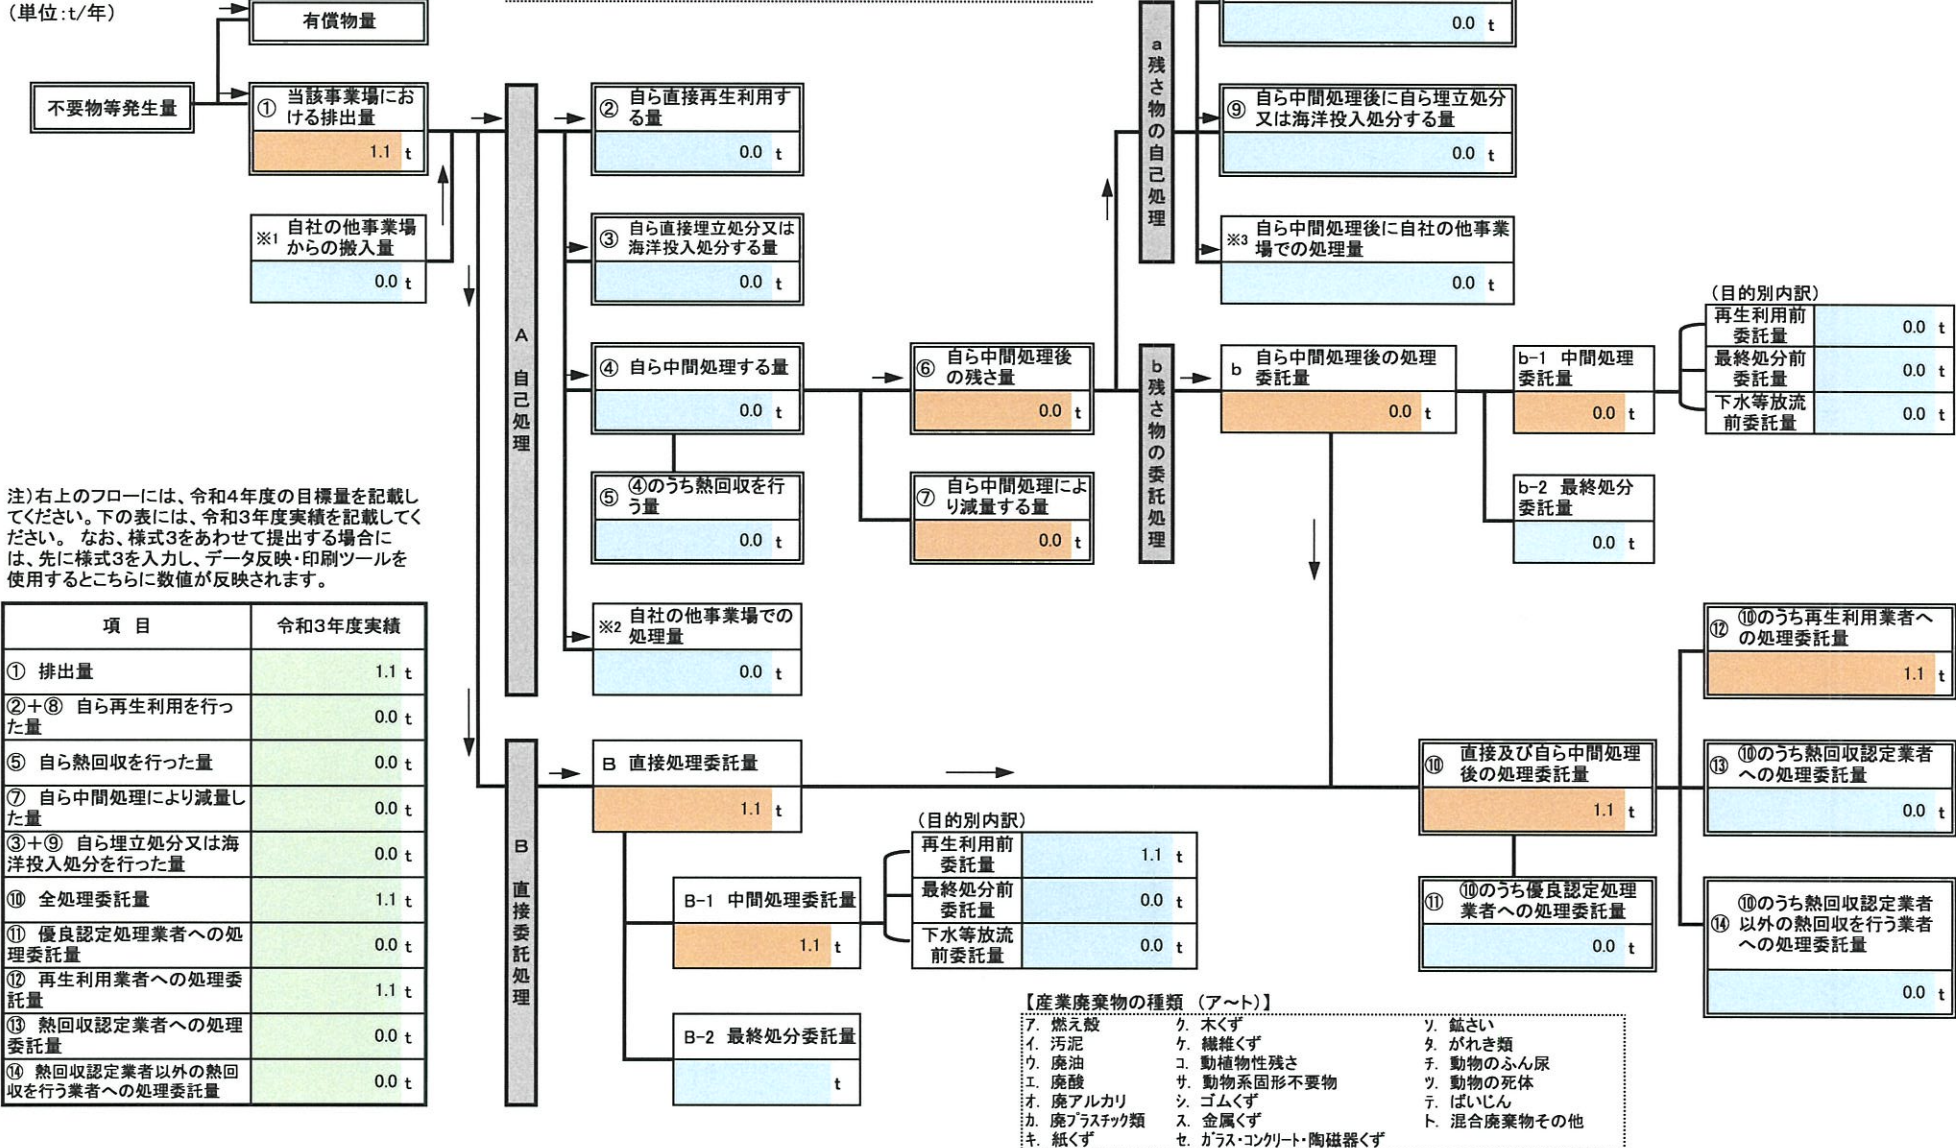 (単位:t/年)
有償物量
不要物等発生量
① 当該事業場にお
ける排出量
1.1 t
※1 自社の他事業場
からの搬入量
0.0 t
A 自己処理
② 自ら直接再生利用す
る量
0.0 t
③ 自ら直接埋立処分又は
海洋投入処分する量
0.0 t
④ 自ら中間処理する量
0.0 t
⑤ ④のうち熱回収を行
う量
0.0 t
※2 自社の他事業場での
処理量
0.0 t
⑥ 自ら中間処理後
の残さ量
0.0 t
⑦ 自ら中間処理によ
り減量する量
0.0 t
a 残さ物の自己処理
0.0 t
⑨ 自ら中間処理後に自ら埋立処分
又は海洋投入処分する量
0.0 t
※3 自ら中間処理後に自社の他事業
場での処理量
0.0 t
b 残さ物の委託処理
b 自ら中間処理後の処理
委託量
0.0 t
b-1 中間処理
委託量
0.0 t
(目的別内訳)
再生利用前
委託量
0.0 t
最終処分前
委託量
0.0 t
下水等放流
前委託量
0.0 t
b-2 最終処分
委託量
0.0 t
注)右上のフローには、令和4年度の目標量を記載し
てください。下の表には、令和3年度実績を記載してく
ださい。 なお、様式3をあわせて提出する場合に
は、先に様式3を入力し、データ反映・印刷ツールを
使用するとこちらに数値が反映されます。
項 目 令和3年度実績
① 排出量 1.1 t
②+⑧ 自ら再生利用を行っ
た量
0.0 t
⑤ 自ら熱回収を行った量 0.0 t
⑦ 自ら中間処理により減量し
た量
0.0 t
③+⑨ 自ら埋立処分又は海
洋投入処分を行った量
0.0 t
⑩ 全処理委託量 1.1 t
⑪ 優良認定処理業者への処
理委託量
0.0 t
⑫ 再生利用業者への処理委
託量
1.1 t
⑬ 熱回収認定業者への処理
委託量
0.0 t
⑭ 熱回収認定業者以外の熱回
収を行う業者への処理委託量
0.0 t
B 直接委託処理
B 直接処理委託量
1.1 t
B-1 中間処理委託量
1.1 t
(目的別内訳)
再生利用前
委託量
1.1 t
最終処分前
委託量
0.0 t
下水等放流
前委託量
0.0 t
B-2 最終処分委託量
t
⑩ 直接及び自ら中間処理
後の処理委託量
1.1 t
⑪ ⑩のうち優良認定処理
業者への処理委託量
0.0 t
⑫ ⑩のうち再生利用業者へ
の処理委託量
1.1 t
⑬ ⑩のうち熱回収認定業者
への処理委託量
0.0 t
⑭ ⑩のうち熱回収認定業者
以外の熱回収を行う業者
への処理委託量
0.0 t
【産業廃棄物の種類 (ア~ト)】
ア. 燃え殻 ク. 木くず ソ. 鉱さい
イ. 汚泥 ケ. 繊維くず タ. がれき類
ウ. 廃油 コ. 動植物性残さ チ. 動物のふん尿
エ. 廃酸 サ. 動物系固形不要物 ツ. 動物の死体
オ. 廃アルカリ シ. ゴムくず テ. ばいじん
カ. 廃プラスチック類 ス. 金属くず ト. 混合廃棄物その他
キ. 紙くず セ. ガラス・コンクリート・陶磁器くず